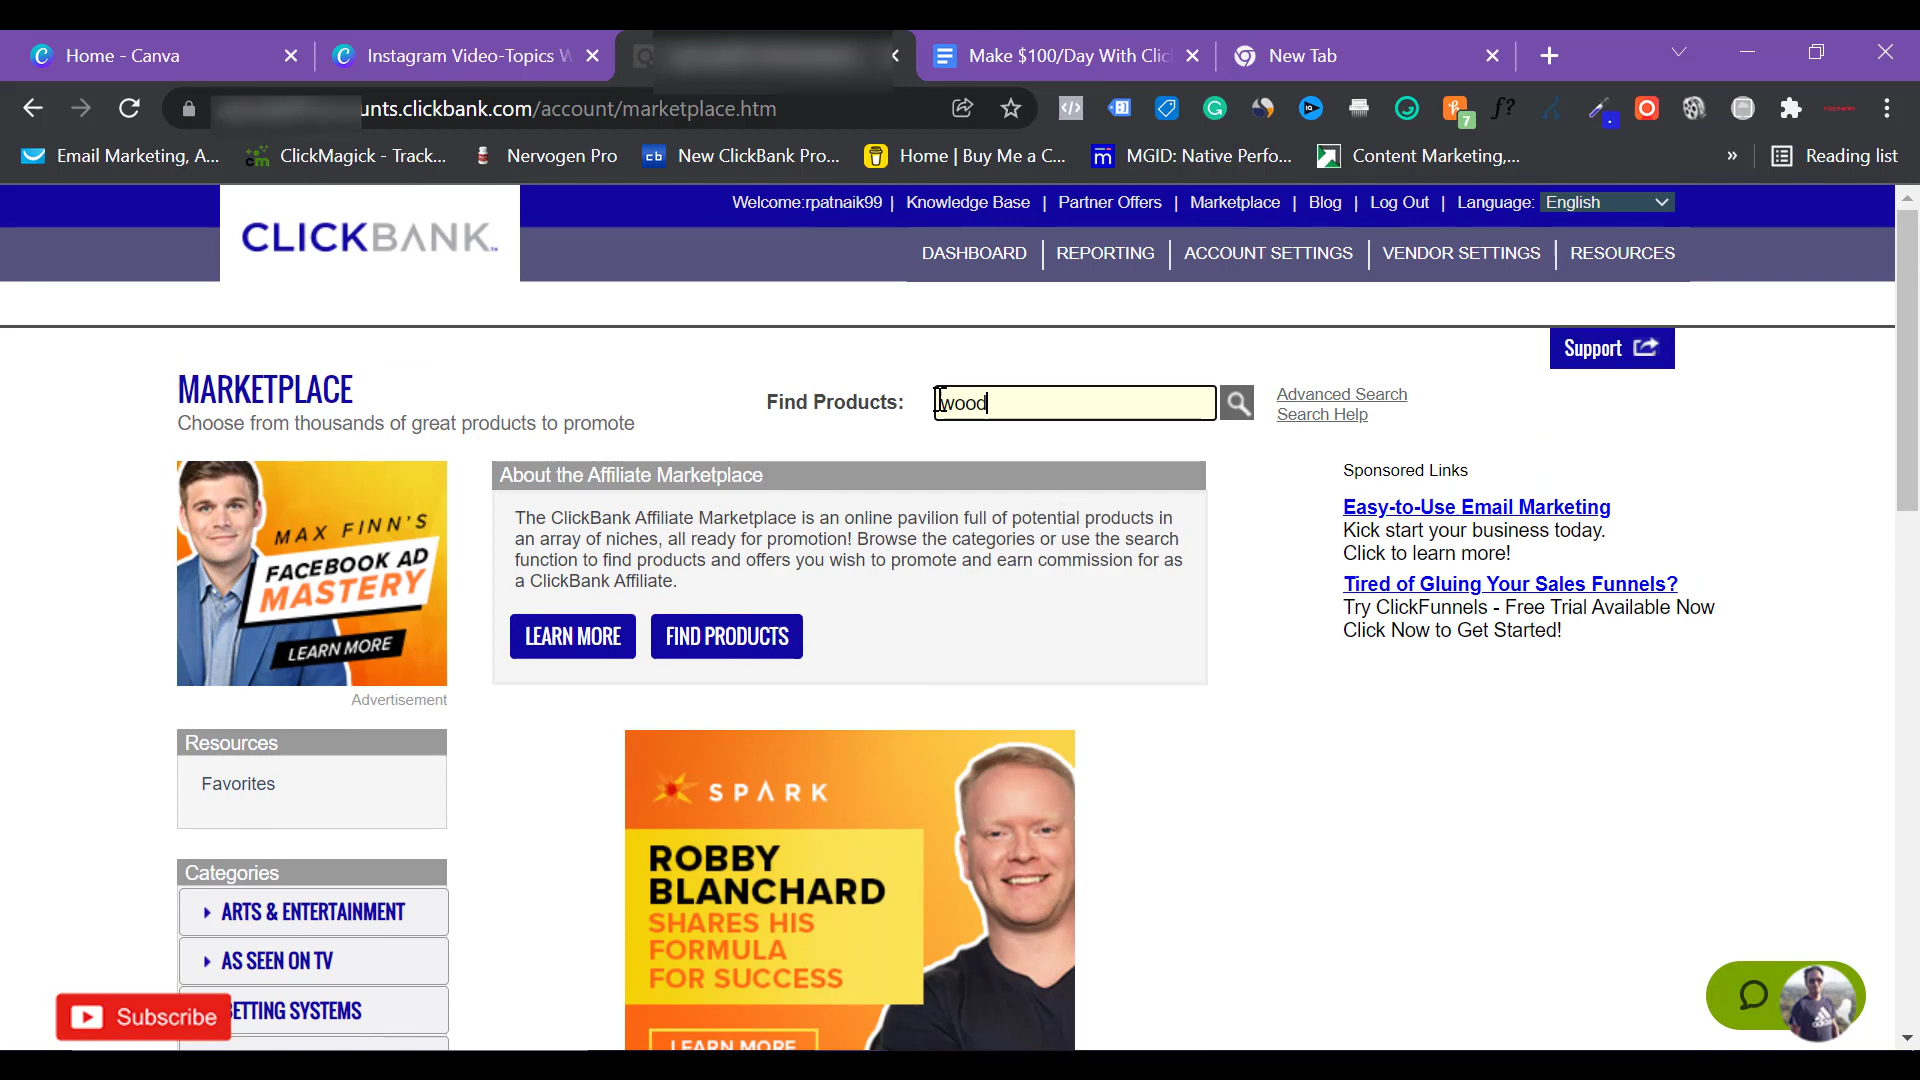 Home - Canva
Instagram Video-Topics W
Make $100/Day With Clic
New Tab
unts.clickbank.com/account/marketplace.htm
7
Email Marketing, A...
ClickMagick - Track...
Nervogen Pro
New ClickBank Pro...
Home | Buy Me a C...
MGID: Native Perfo...
Content Marketing,...
»
Reading list
Welcome:rpatnaik99 | Knowledge Base | Partner Offers | Marketplace | Blog | Log Out | Language: English
CLICKBANK
DASHBOARD | REPORTING | ACCOUNT SETTINGS | VENDOR SETTINGS | RESOURCES
Support
MARKETPLACE
Choose from thousands of great products to promote
Find Products: wood
Advanced Search
Search Help
MAX FINN'S
FACEBOOK AD
MASTERY
LEARN MORE
Advertisement
About the Affiliate Marketplace
The ClickBank Affiliate Marketplace is an online pavilion full of potential products in
an array of niches, all ready for promotion! Browse the categories or use the search
function to find products and offers you wish to promote and earn commission for as
a ClickBank Affiliate.
LEARN MORE
FIND PRODUCTS
Sponsored Links
Easy-to-Use Email Marketing
Kick start your business today.
Click to learn more!
Tired of Gluing Your Sales Funnels?
Try ClickFunnels - Free Trial Available Now
Click Now to Get Started!
Resources
Favorites
Categories
ARTS & ENTERTAINMENT
AS SEEN ON TV
BETTING SYSTEMS
SPARK
ROBBY
BLANCHARD
SHARES HIS
FORMULA
FOR SUCCESS
LEARN MORE
Subscribe
adidas